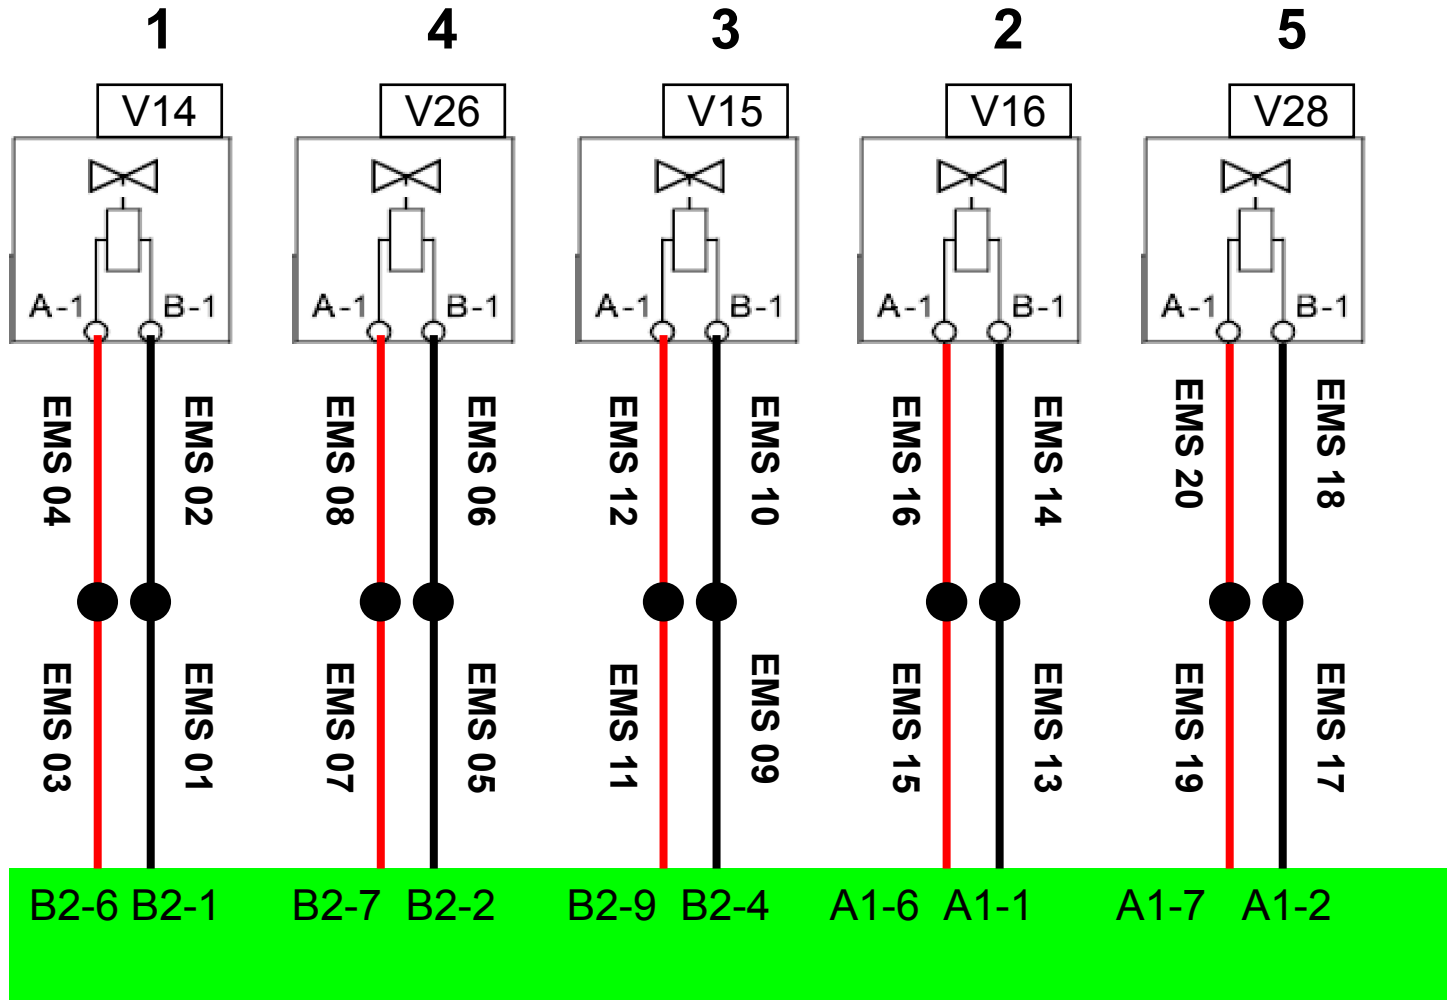 1 4 3 2 5
V14 V26 V15 V16 V28
A-1 B-1 A-1 B-1 A-1 B-1 A-1 B-1 A-1 B-1
EMS 04 EMS 02 EMS 08 EMS 06 EMS 12 EMS 10 EMS 16 EMS 14 EMS 20 EMS 18
EMS 03 EMS 01 EMS 07 EMS 05 EMS 11 EMS 09 EMS 15 EMS 13 EMS 19 EMS 17
B2-6 B2-1 B2-7 B2-2 B2-9 B2-4 A1-6 A1-1 A1-7 A1-2